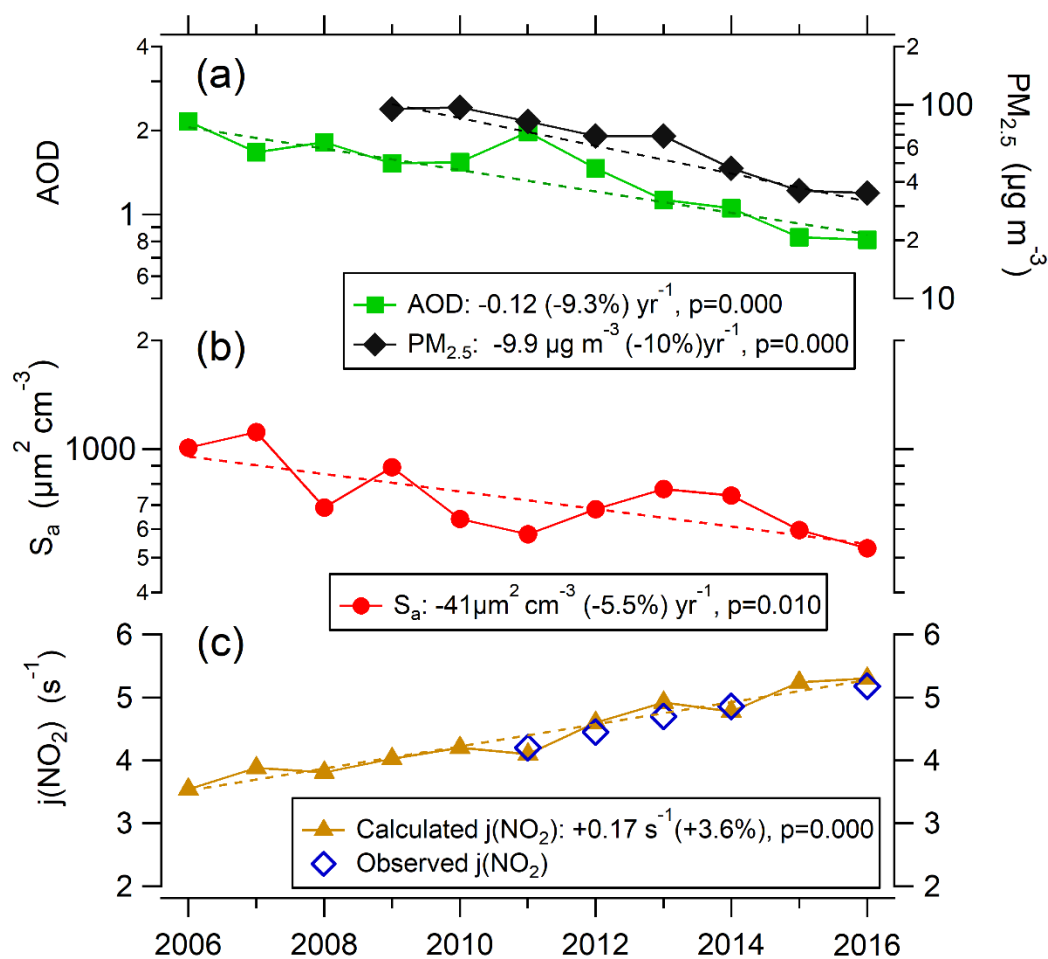 (a)
AOD
4
2
1
8
6
PM2.5 (µg m-3)
2
100
6
4
2
10
AOD: -0.12 (-9.3%) yr-1, p=0.000
PM2.5: -9.9 µg m-3 (-10%)yr-1, p=0.000
(b)
Sa (µm2 cm-3)
2
1000
7
6
5
4
Sa: -41µm2 cm-3 (-5.5%) yr-1, p=0.010
(c)
j(NO2) (s-1)
6
5
4
3
2
6
5
4
3
2
Calculated j(NO2): +0.17 s-1(+3.6%), p=0.000
Observed j(NO2)
2006 2008 2010 2012 2014 2016